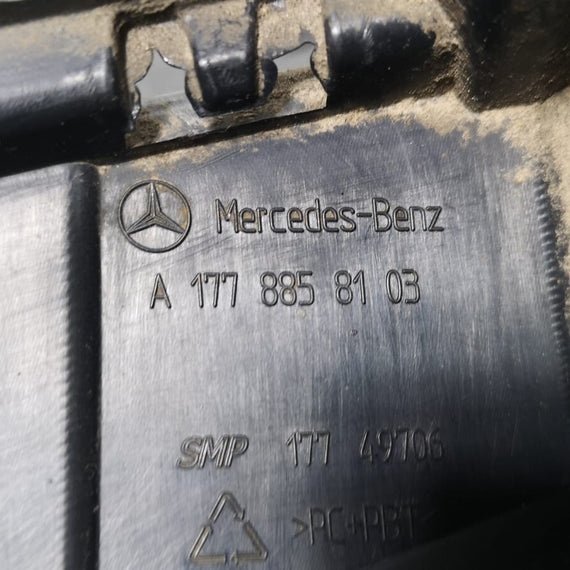 Mercedes-Benz
A 177 885 81 03
SMP 177 49706
>PC+PBT<